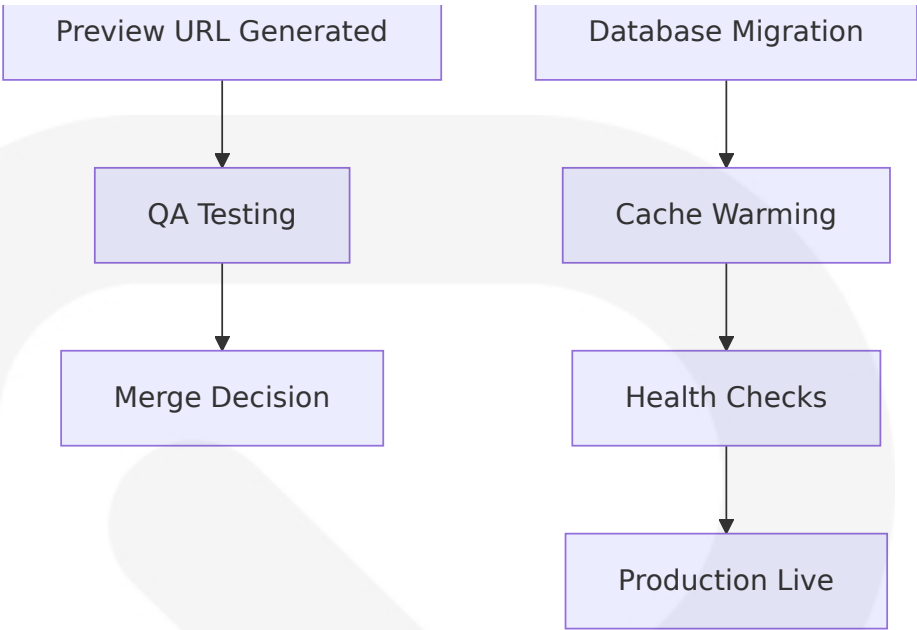 Preview URL Generated
Database Migration
QA Testing
Cache Warming
Merge Decision
Health Checks
Production Live